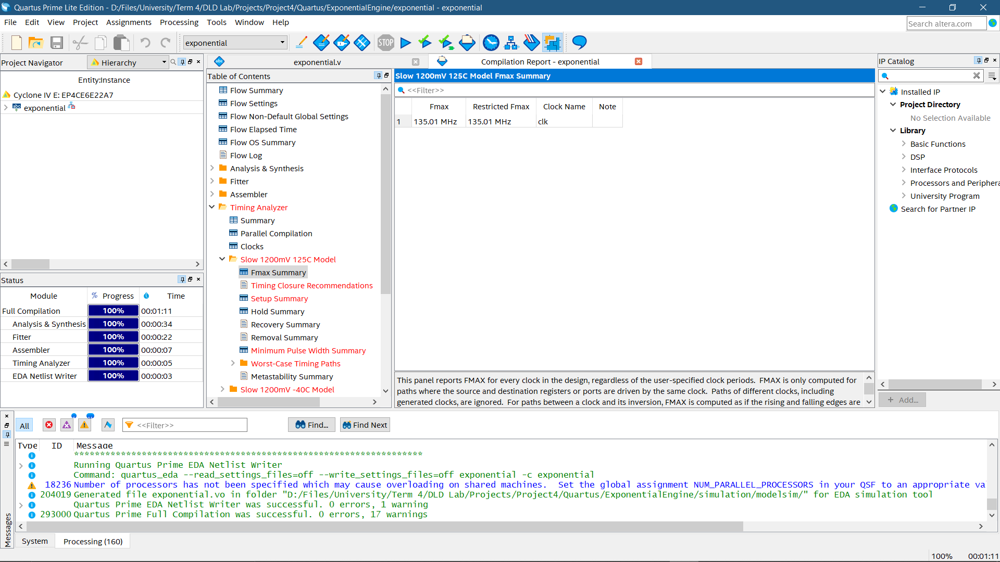 Quartus Prime Lite Edition - D:/Files/University/Term 4/DLD Lab/Projects/Project4/Quartus/ExponentialEngine/exponential - exponential
File Edit View Project Assignments Processing Tools Window Help
Search altera.com
exponential
STOP
Project Navigator
Hierarchy
Entity:Instance
Cyclone IV E: EP4CE6E22A7
abc exponential
Status
Module % Progress Time
Full Compilation 100% 00:01:11
Analysis & Synthesis 100% 00:00:34
Fitter 100% 00:00:22
Assembler 100% 00:00:07
Timing Analyzer 100% 00:00:05
EDA Netlist Writer 100% 00:00:03
abc exponential.v
Compilation Report - exponential
Table of Contents
Flow Summary
Flow Settings
Flow Non-Default Global Settings
Flow Elapsed Time
Flow OS Summary
Flow Log
Analysis & Synthesis
Fitter
Assembler
Timing Analyzer
Summary
Parallel Compilation
Clocks
Slow 1200mV 125C Model
Fmax Summary
Timing Closure Recommendations
Setup Summary
Hold Summary
Recovery Summary
Removal Summary
Minimum Pulse Width Summary
Worst-Case Timing Paths
Metastability Summary
Slow 1200mV -40C Model
Slow 1200mV 125C Model Fmax Summary
<<Filter>>
Fmax Restricted Fmax Clock Name Note
1 135.01 MHz 135.01 MHz clk
This panel reports FMAX for every clock in the design, regardless of the user-specified clock periods. FMAX is only computed for
paths where the source and destination registers or ports are driven by the same clock. Paths of different clocks, including
generated clocks, are ignored. For paths between a clock and its inversion, FMAX is computed as if the rising and falling edges are
IP Catalog
Installed IP
Project Directory
No Selection Available
Library
Basic Functions
DSP
Interface Protocols
Processors and Periphera
University Program
Search for Partner IP
+ Add...
All
<<Filter>>
Find...
Find Next
Type ID Message
*******************************************************************
Running Quartus Prime EDA Netlist Writer
Command: quartus_eda --read_settings_files=off --write_settings_files=off exponential -c exponential
18236 Number of processors has not been specified which may cause overloading on shared machines. Set the global assignment NUM_PARALLEL_PROCESSORS in your QSF to an appropriate va
204019 Generated file exponential.vo in folder "D:/Files/University/Term 4/DLD Lab/Projects/Project4/Quartus/ExponentialEngine/simulation/modelsim/" for EDA simulation tool
Quartus Prime EDA Netlist Writer was successful. 0 errors, 1 warning
293000 Quartus Prime Full Compilation was successful. 0 errors, 17 warnings
Messages
System
Processing (160)
100% 00:01:11